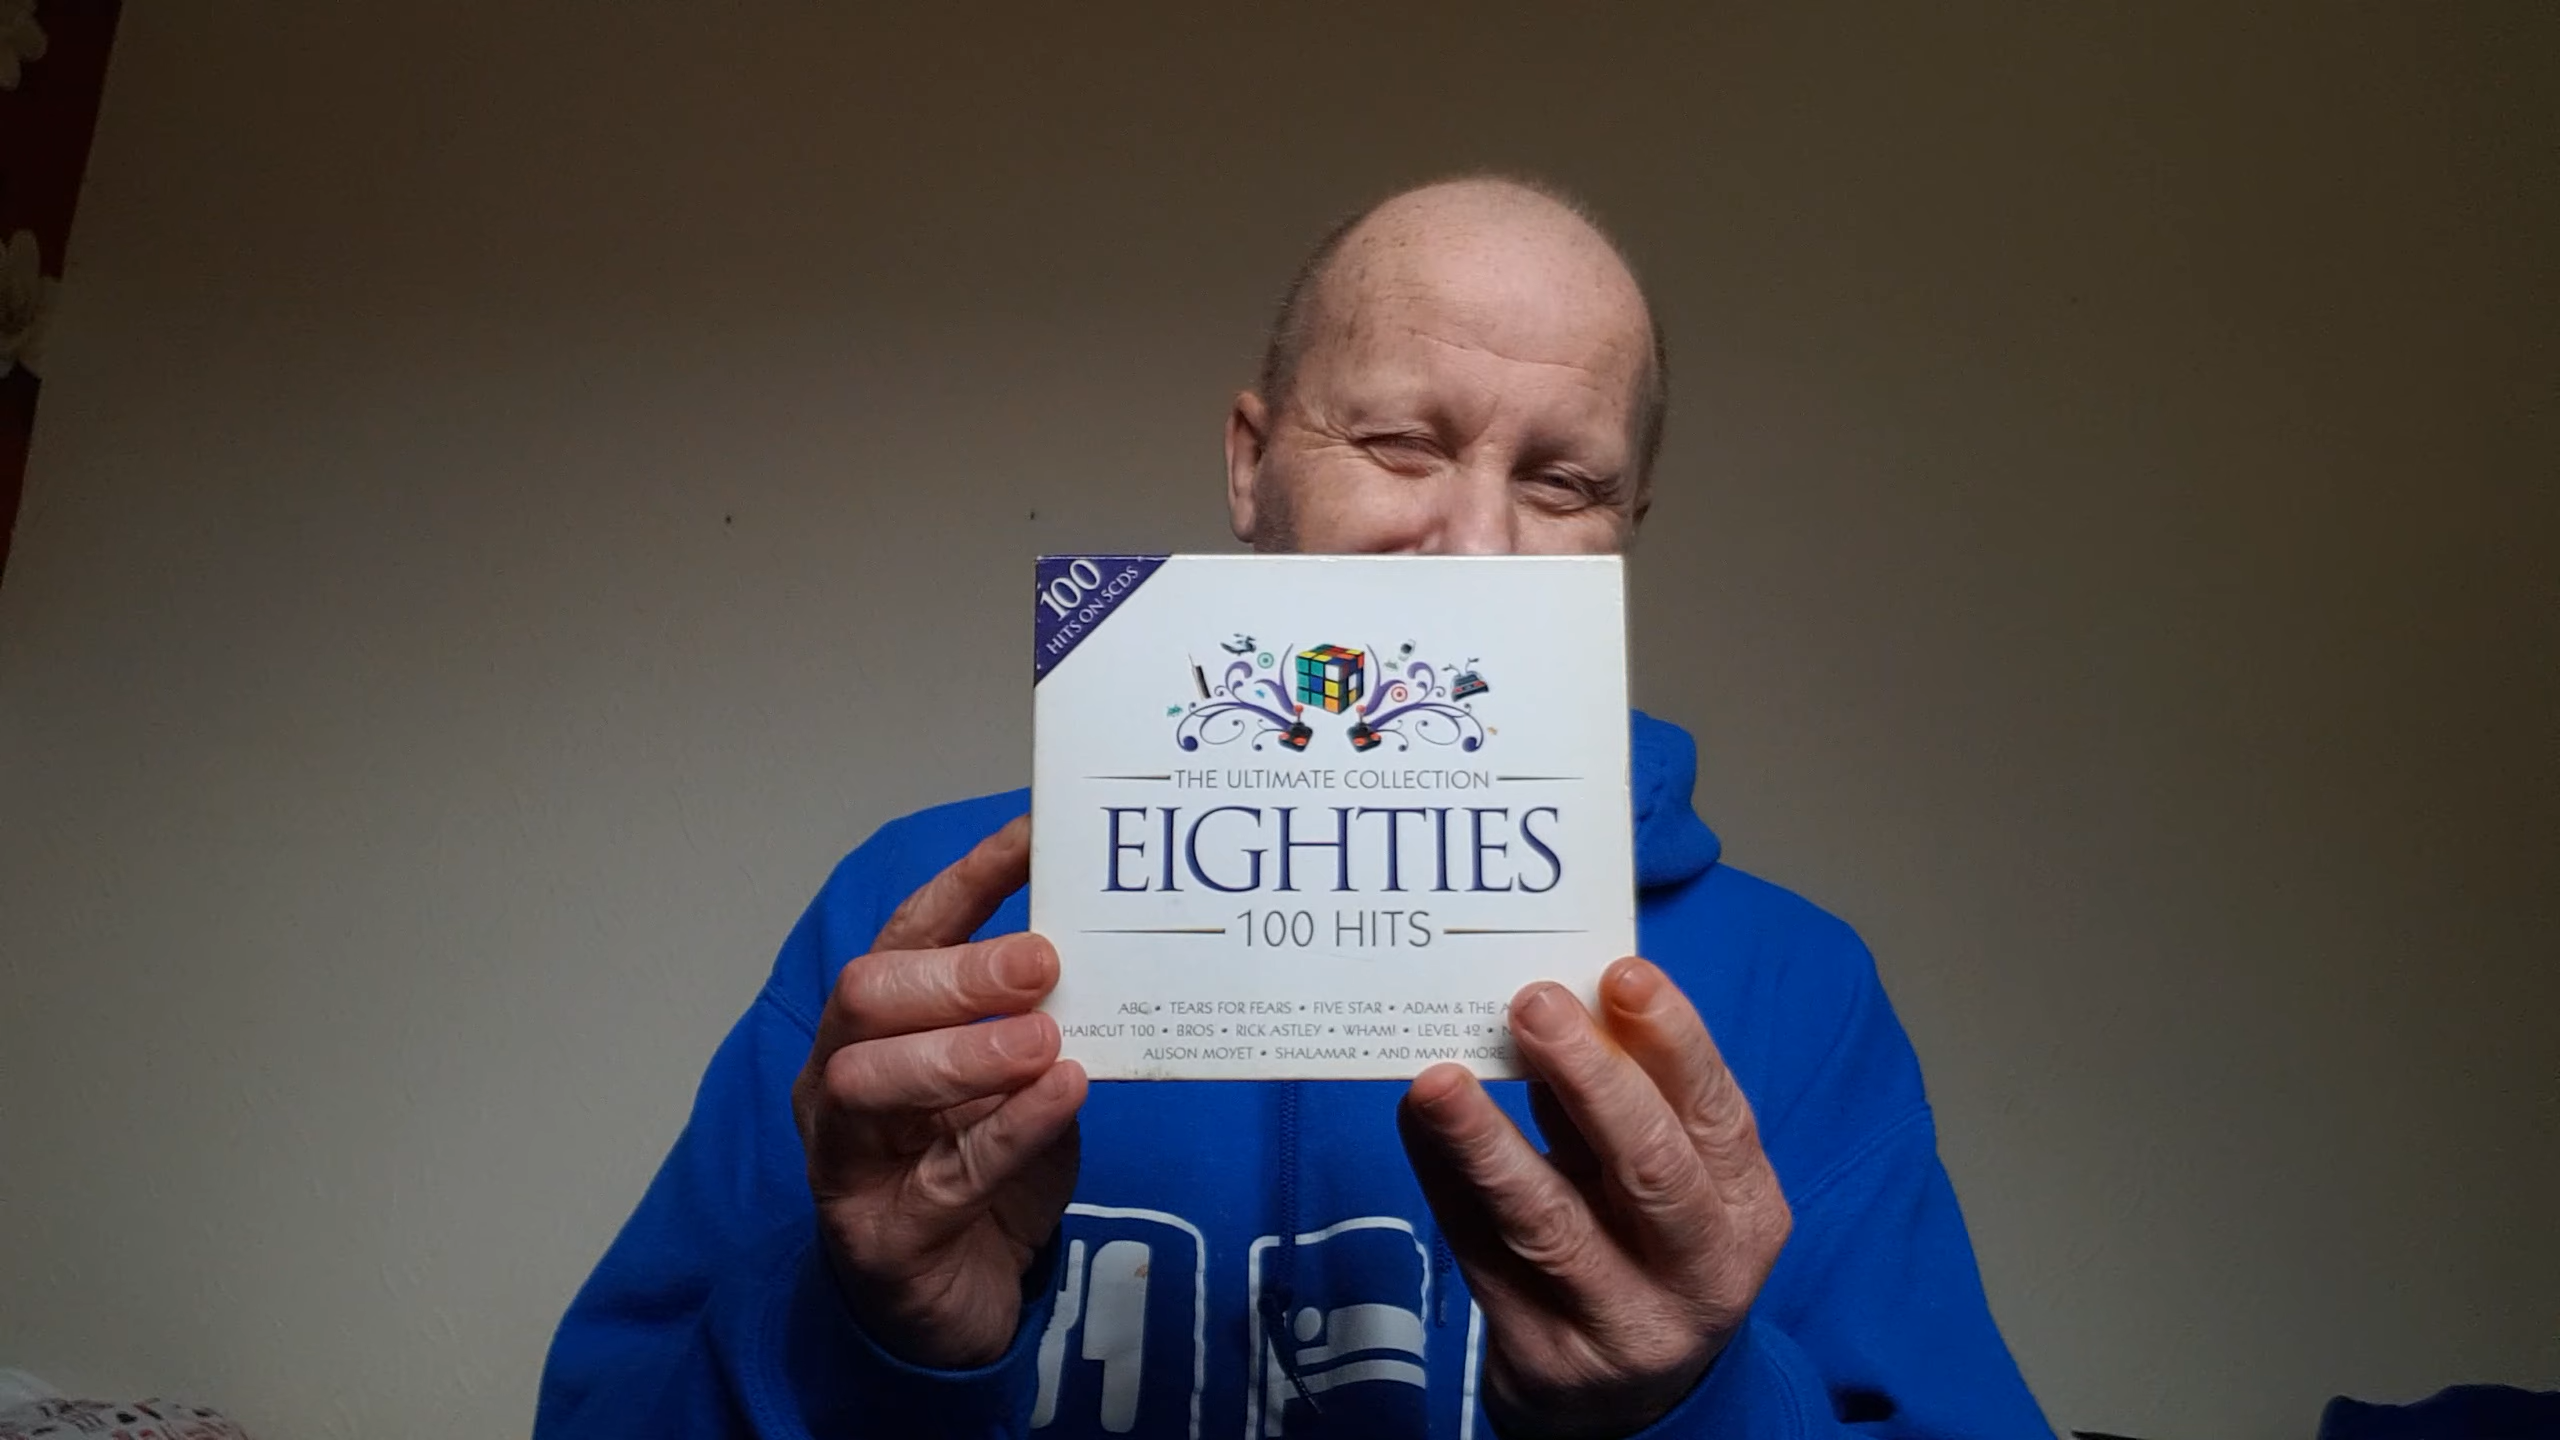 100
HITS ON 5CDS
THE ULTIMATE COLLECTION
EIGHTIES
100 HITS
ABC • TEARS FOR FEARS • FIVE STAR • ADAM & THE A
HAIRCUT 100 • BROS • RICK ASTLEY • WHAM! • LEVEL 42 • N
ALISON MOYET • SHALAMAR • AND MANY MORE...